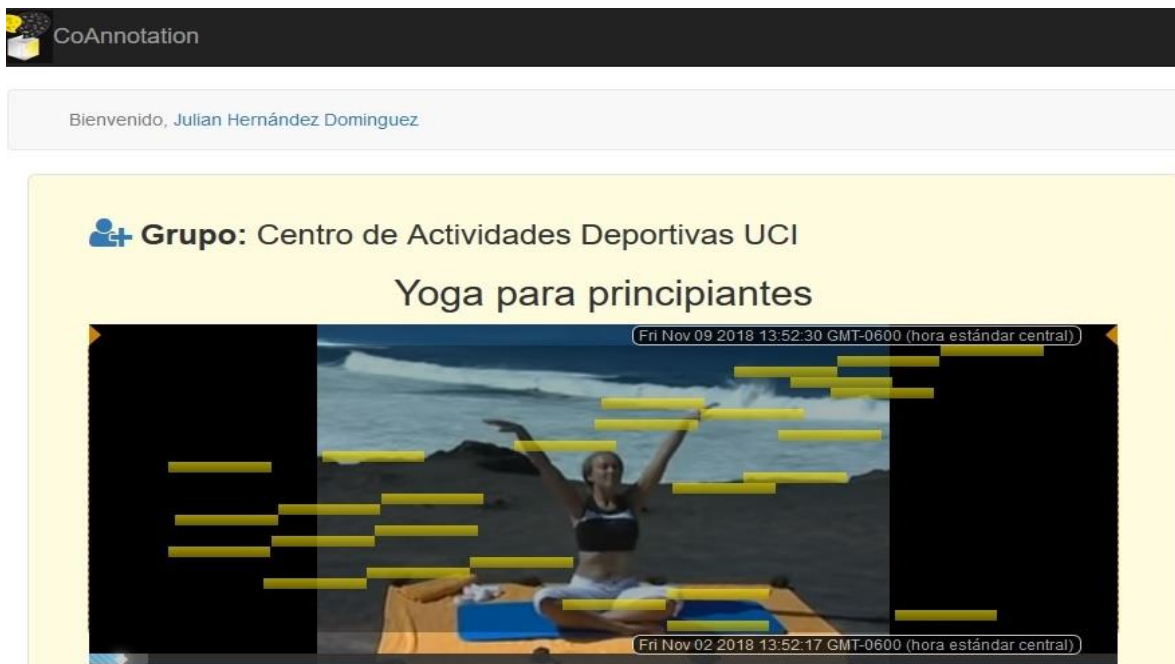 CoAnnotation
Bienvenido, Julian Hernández Dominguez
Grupo: Centro de Actividades Deportivas UCI
Yoga para principiantes
Fri Nov 09 2018 13:52:30 GMT-0600 (hora estándar central)
Fri Nov 02 2018 13:52:17 GMT-0600 (hora estándar central)